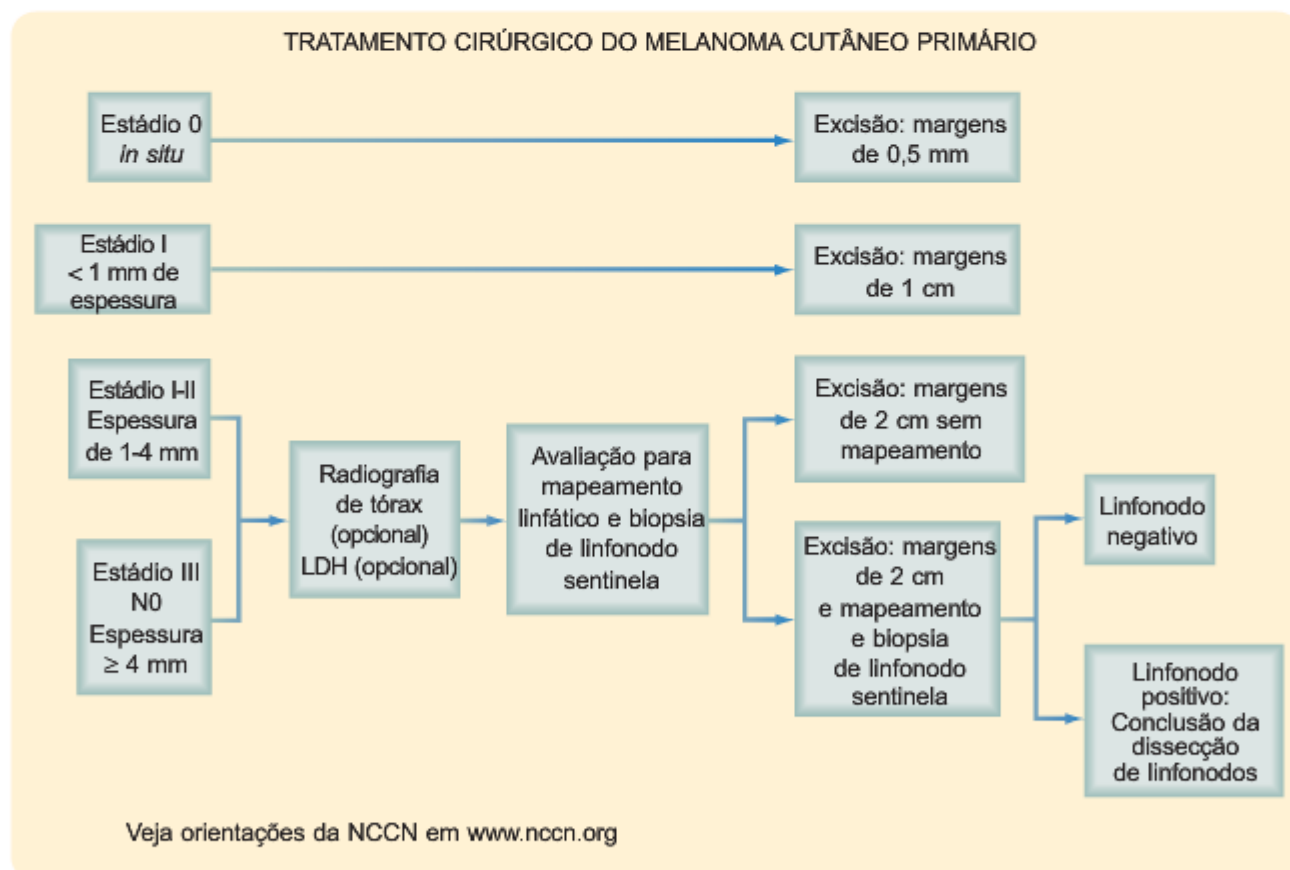 TRATAMENTO CIRÚRGICO DO MELANOMA CUTÂNEO PRIMÁRIO
Estádio 0
in situ
Excisão: margens
de 0,5 mm
Estádio I
< 1 mm de
espessura
Excisão: margens
de 1 cm
Estádio I-II
Espessura
de 1-4 mm
Estádio III
N0
Espessura
≥ 4 mm
Radiografia
de tórax
(opcional)
LDH (opcional)
Avaliação para
mapeamento
linfático e biopsia
de linfonodo
sentinela
Excisão: margens
de 2 cm sem
mapeamento
Excisão: margens
de 2 cm
e mapeamento
e biopsia
de linfonodo
sentinela
Linfonodo
negativo
Linfonodo
positivo:
Conclusão da
dissecção
de linfonodos
Veja orientações da NCCN em www.nccn.org